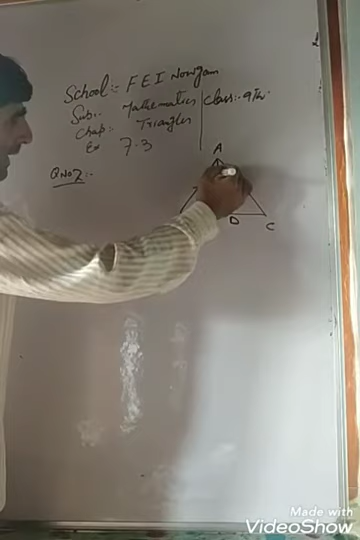 School:- F E I Nowgam
Sub:- Mathematics | Class:- 9th
Chap:- Triangles
Ex 7.3
Q No 2:-
A
D
C
Made with
VideoShow